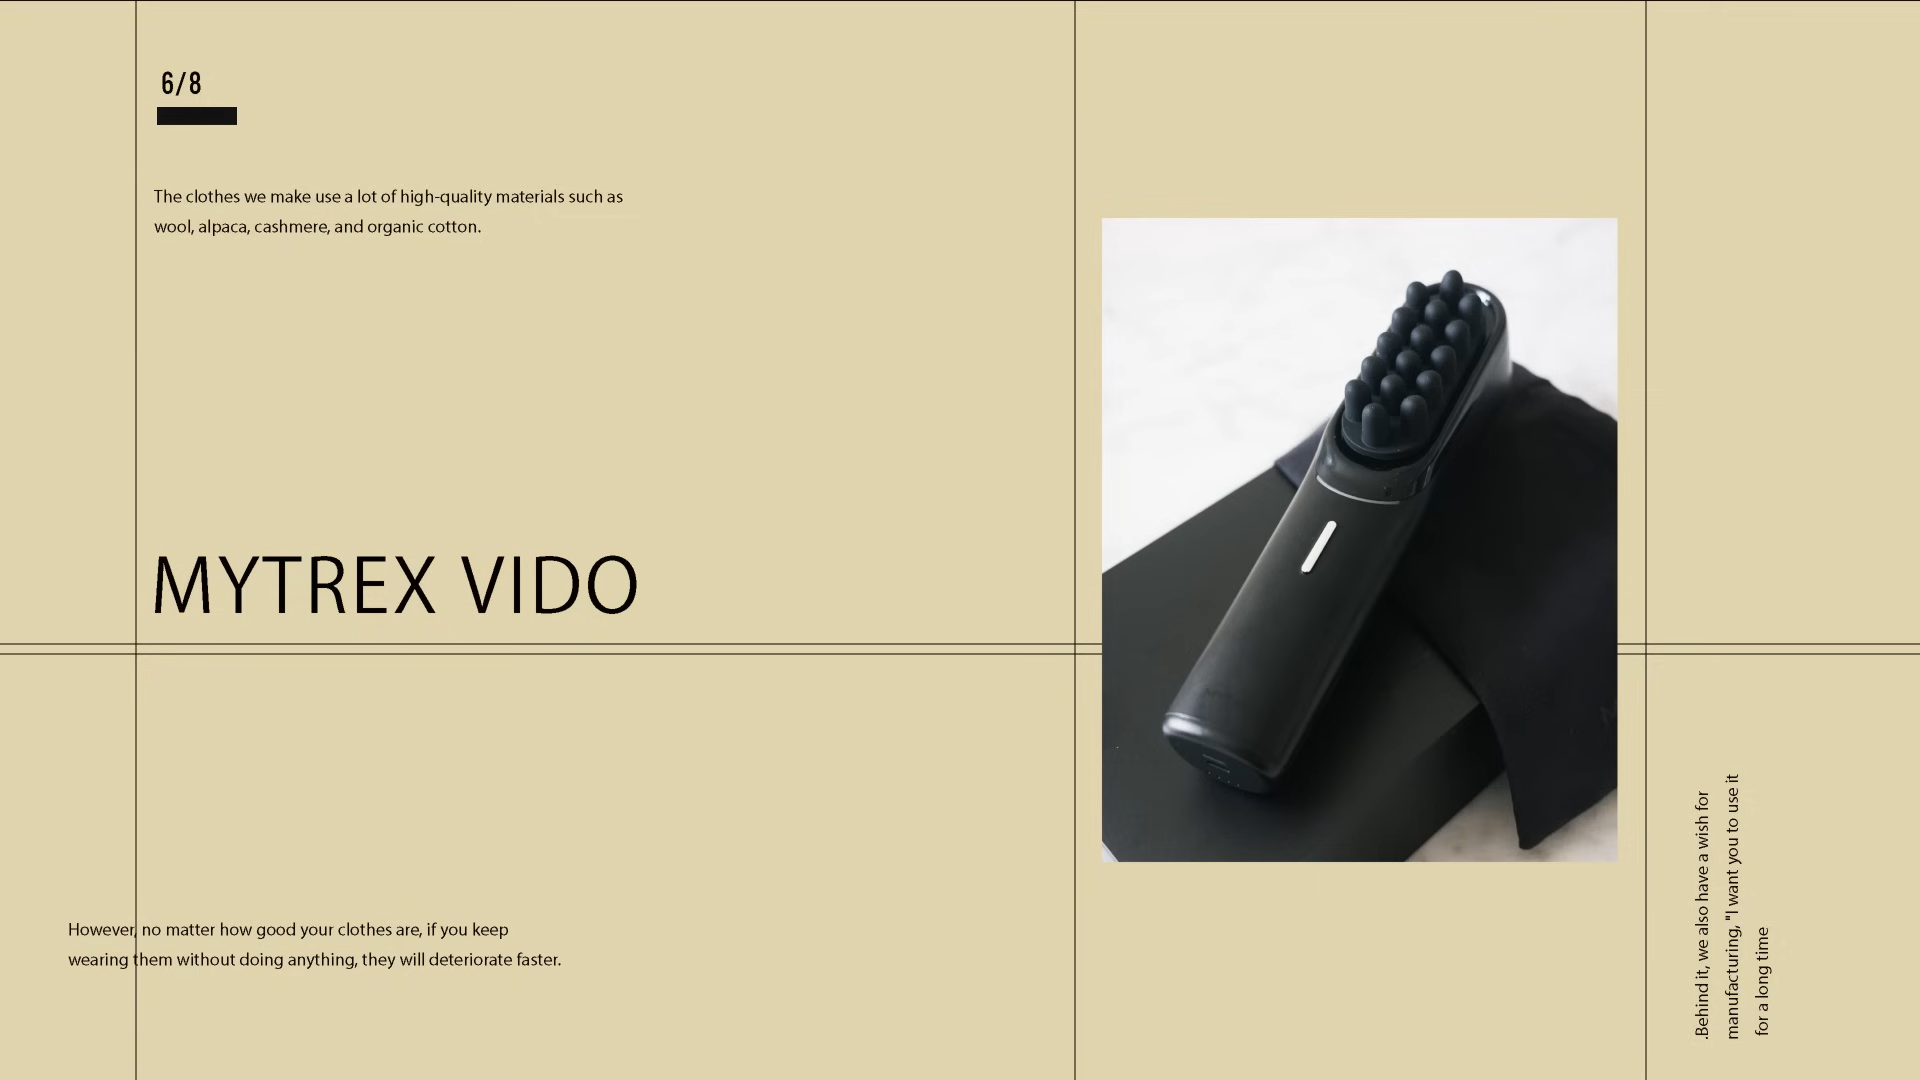 6/8
The clothes we make use a lot of high-quality materials such as
wool, alpaca, cashmere, and organic cotton.
MYTREX VIDO
However, no matter how good your clothes are, if you keep
wearing them without doing anything, they will deteriorate faster.
.Behind it, we also have a wish for
manufacturing, "I want you to use it
for a long time